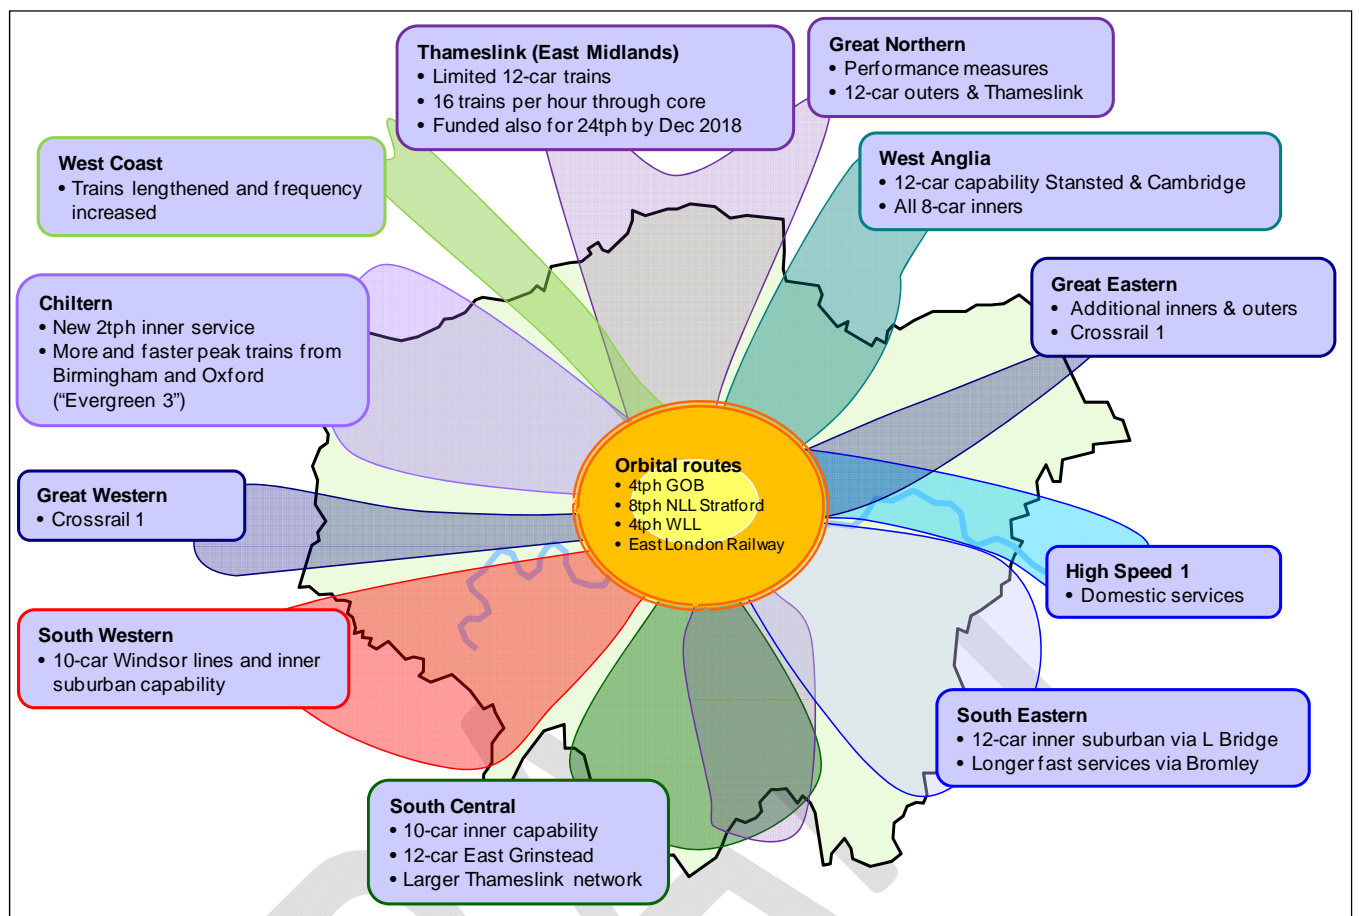 Thameslink (East Midlands)
• Limited 12-car trains
• 16 trains per hour through core
• Funded also for 24tph by Dec 2018
Great Northern
• Performance measures
• 12-car outers & Thameslink
West Coast
• Trains lengthened and frequency
increased
West Anglia
• 12-car capability Stansted & Cambridge
• All 8-car inners
Chiltern
• New 2tph inner service
• More and faster peak trains from
Birmingham and Oxford
(“Evergreen 3”)
Great Eastern
• Additional inners & outers
• Crossrail 1
Orbital routes
• 4tph GOB
• 8tph NLL Stratford
• 4tph WLL
• East London Railway
Great Western
• Crossrail 1
High Speed 1
• Domestic services
South Western
• 10-car Windsor lines and inner
suburban capability
South Eastern
• 12-car inner suburban via L Bridge
• Longer fast services via Bromley
South Central
• 10-car inner capability
• 12-car East Grinstead
• Larger Thameslink network